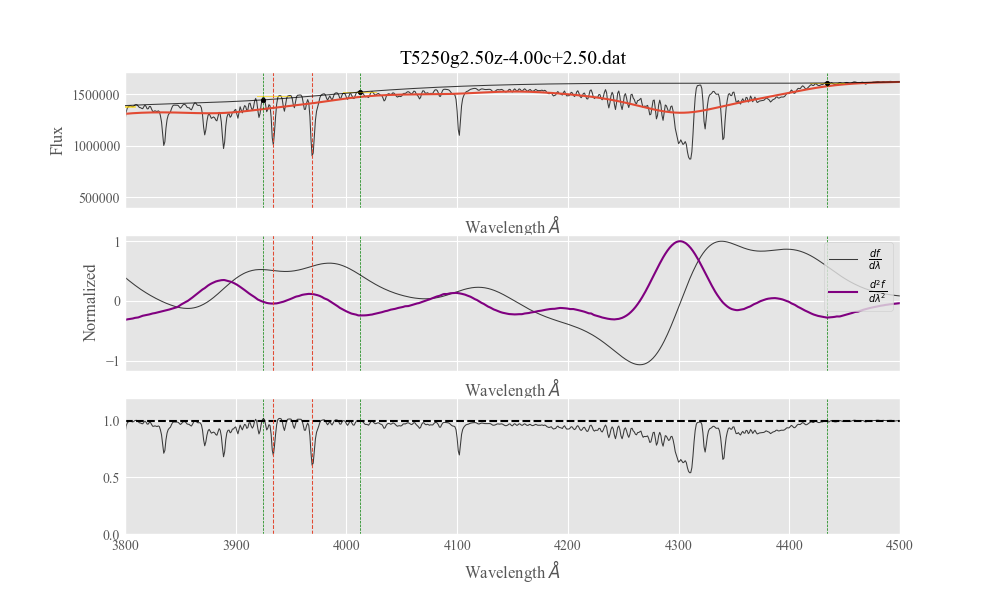 T5250g2.50z-4.00c+2.50.dat
1500000
1000000
500000
Flux
Wavelength Å
1
0
−1
Normalized
df
dλ
d²f
dλ²
Wavelength Å
1.0
0.5
0.0
3800 3900 4000 4100 4200 4300 4400 4500
Wavelength Å